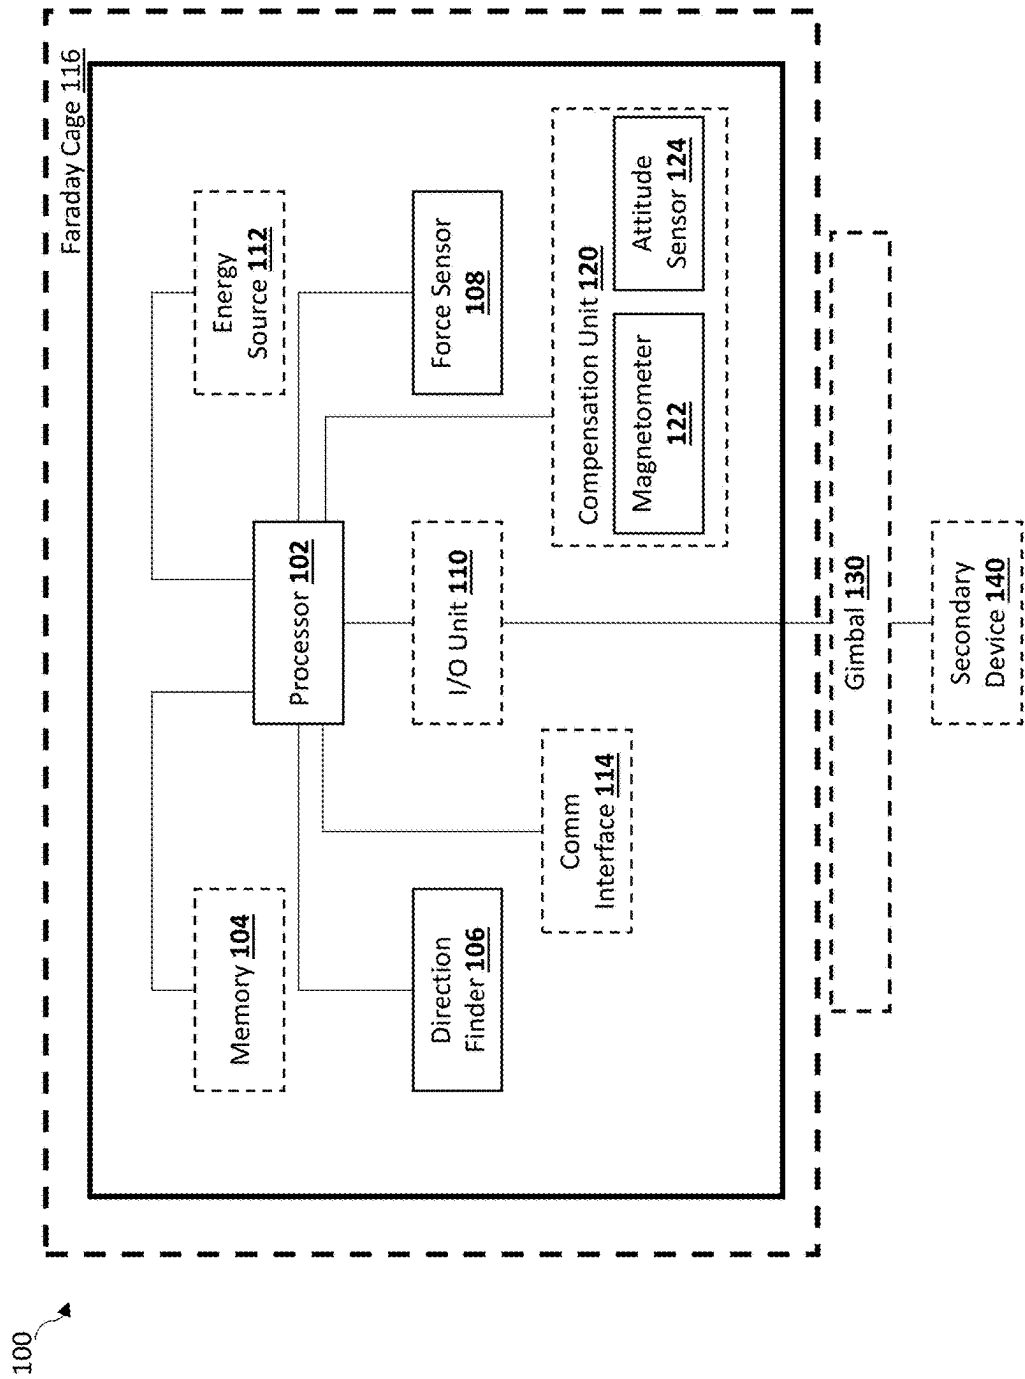 100
Faraday Cage 116
Memory 104
Energy
Source 112
Processor 102
Direction
Finder 106
I/O Unit 110
Force Sensor
108
Comm
Interface 114
Compensation Unit 120
Magnetometer
122
Attitude
Sensor 124
Gimbal 130
Secondary
Device 140